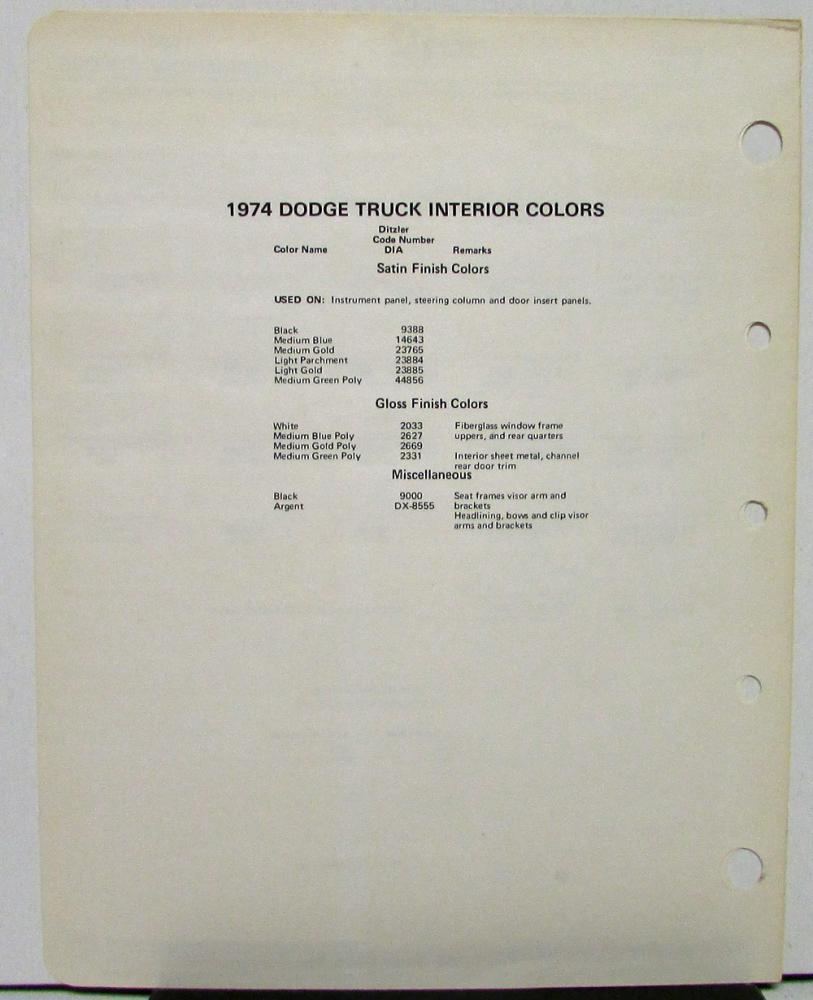 1974 DODGE TRUCK INTERIOR COLORS
Ditzler
Code Number
Color Name DIA Remarks
Satin Finish Colors
USED ON: Instrument panel, steering column and door insert panels.
Black 9388
Medium Blue 14643
Medium Gold 23765
Light Parchment 23884
Light Gold 23885
Medium Green Poly 44856
Gloss Finish Colors
White 2033 Fiberglass window frame
Medium Blue Poly 2627 uppers, and rear quarters
Medium Gold Poly 2669
Medium Green Poly 2331 Interior sheet metal, channel
rear door trim
Miscellaneous
Black 9000 Seat frames visor arm and
Argent DX-8555 brackets
Headlining, bows and clip visor
arms and brackets